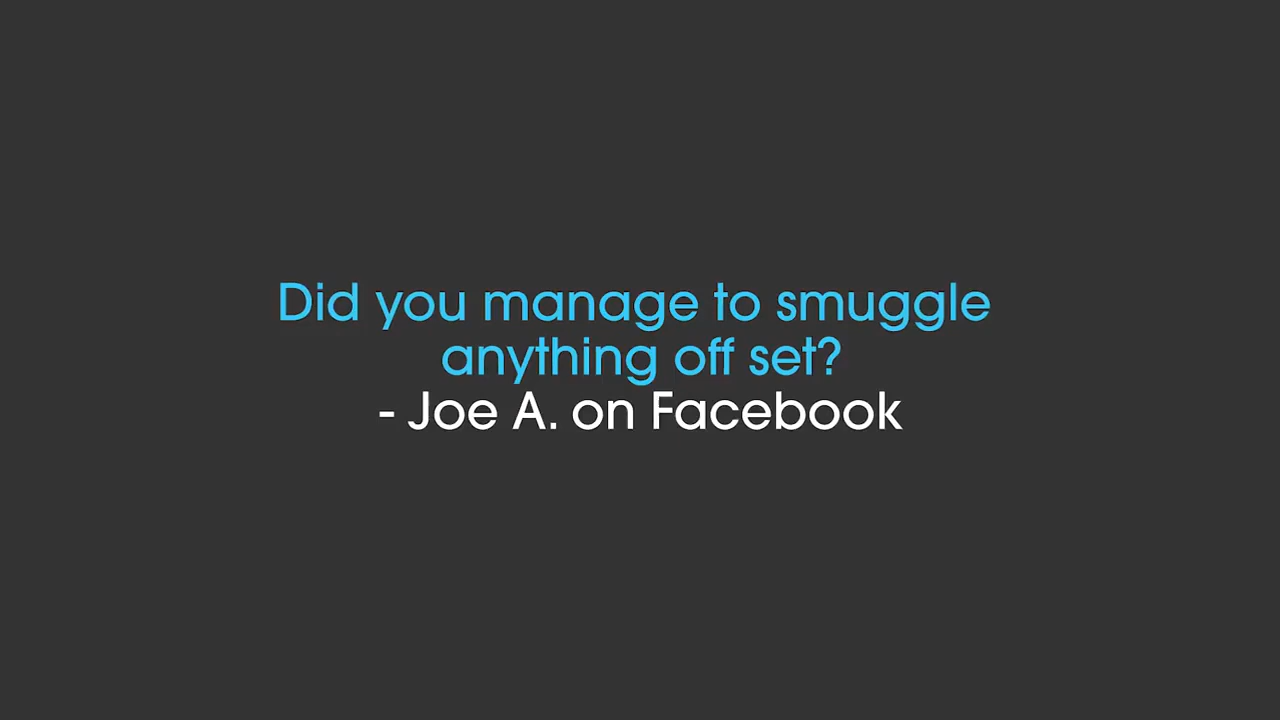 Did you manage to smuggle
anything off set?
- Joe A. on Facebook